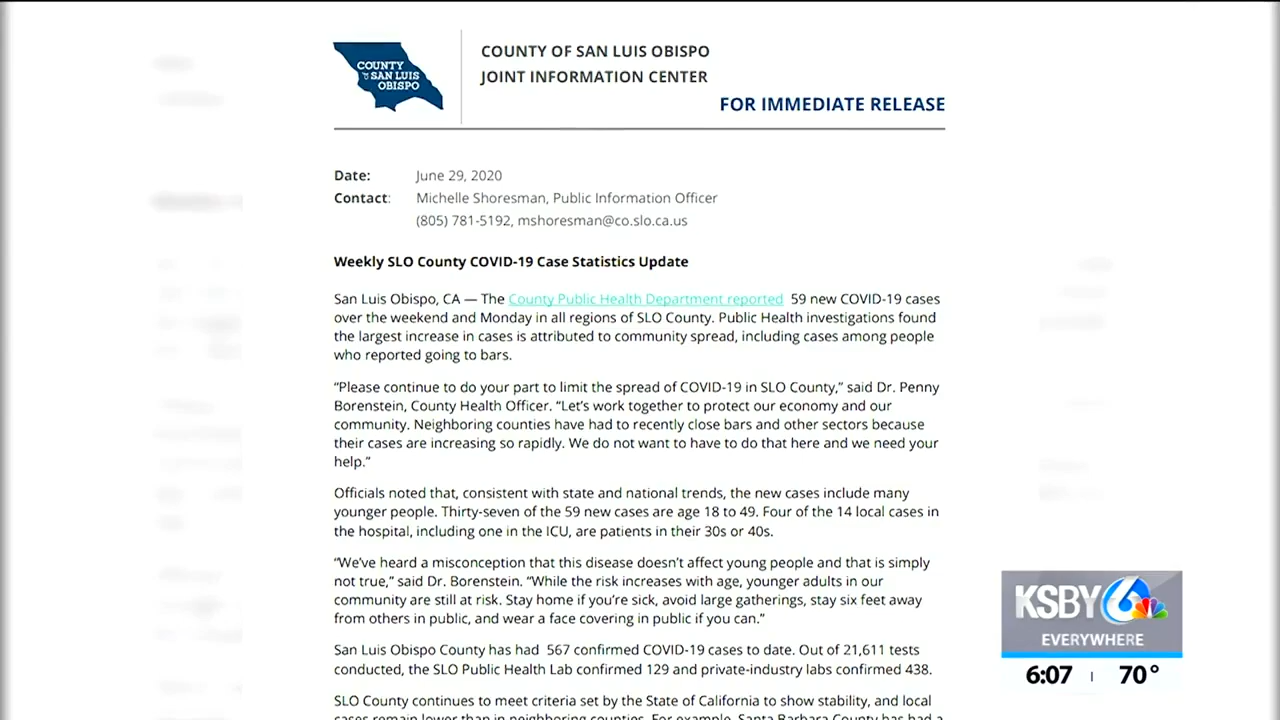 COUNTY OF SAN LUIS OBISPO
COUNTY OF SAN LUIS OBISPO
JOINT INFORMATION CENTER
FOR IMMEDIATE RELEASE
Date: June 29, 2020
Contact: Michelle Shoresman, Public Information Officer
(805) 781-5192, mshoresman@co.slo.ca.us
Weekly SLO County COVID-19 Case Statistics Update
San Luis Obispo, CA — The County Public Health Department reported 59 new COVID-19 cases
over the weekend and Monday in all regions of SLO County. Public Health investigations found
the largest increase in cases is attributed to community spread, including cases among people
who reported going to bars.
“Please continue to do your part to limit the spread of COVID-19 in SLO County,” said Dr. Penny
Borenstein, County Health Officer. “Let’s work together to protect our economy and our
community. Neighboring counties have had to recently close bars and other sectors because
their cases are increasing so rapidly. We do not want to have to do that here and we need your
help.”
Officials noted that, consistent with state and national trends, the new cases include many
younger people. Thirty-seven of the 59 new cases are age 18 to 49. Four of the 14 local cases in
the hospital, including one in the ICU, are patients in their 30s or 40s.
“We’ve heard a misconception that this disease doesn’t affect young people and that is simply
not true,” said Dr. Borenstein. “While the risk increases with age, younger adults in our
community are still at risk. Stay home if you’re sick, avoid large gatherings, stay six feet away
from others in public, and wear a face covering in public if you can.”
San Luis Obispo County has had 567 confirmed COVID-19 cases to date. Out of 21,611 tests
conducted, the SLO Public Health Lab confirmed 129 and private-industry labs confirmed 438.
SLO County continues to meet criteria set by the State of California to show stability, and local
cases remain lower than in neighboring counties. For example, Santa Barbara County has had a
KSBY 6
EVERYWHERE
6:07 70°